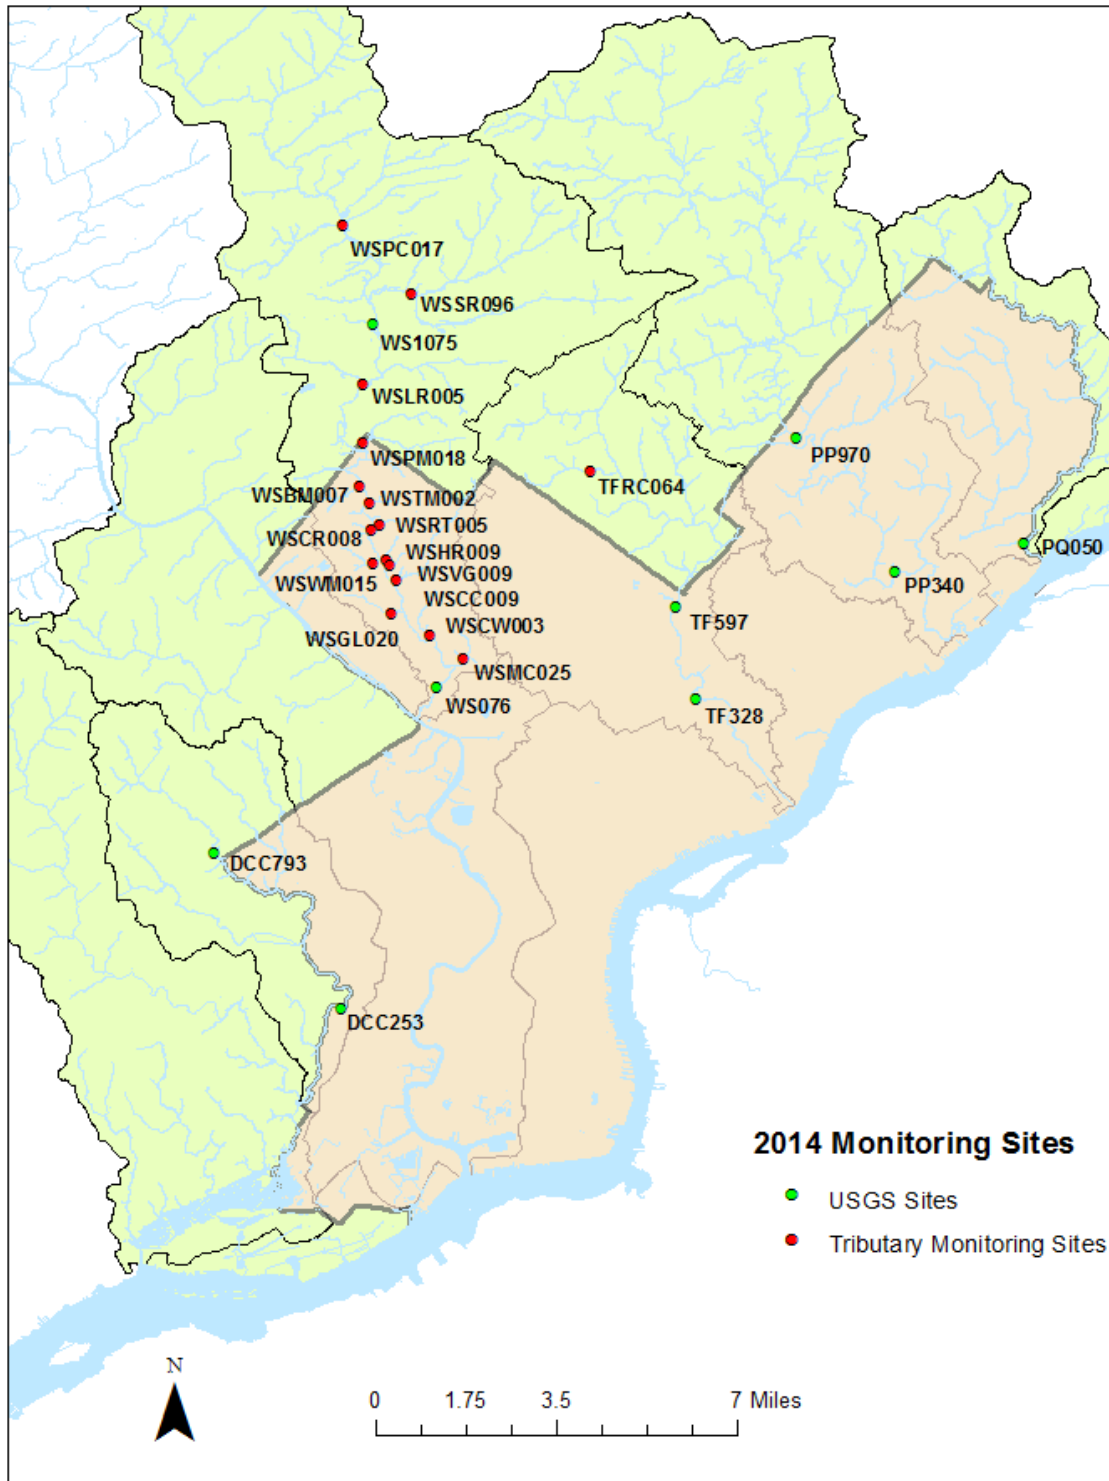 WSPC017
WSSR096
WS1075
WSLR005
WSPM018
PP970
TFRC064
WSBM007
WSTM002
WSRT005
WSCR008
PQ050
WSHR009
PP340
WSVG009
WSWM015
WSCC009
TF597
WSCW003
WSGL020
WSMC025
WS076
TF328
DCC793
DCC253
2014 Monitoring Sites
USGS Sites
Tributary Monitoring Sites
N
0 1.75 3.5 7 Miles